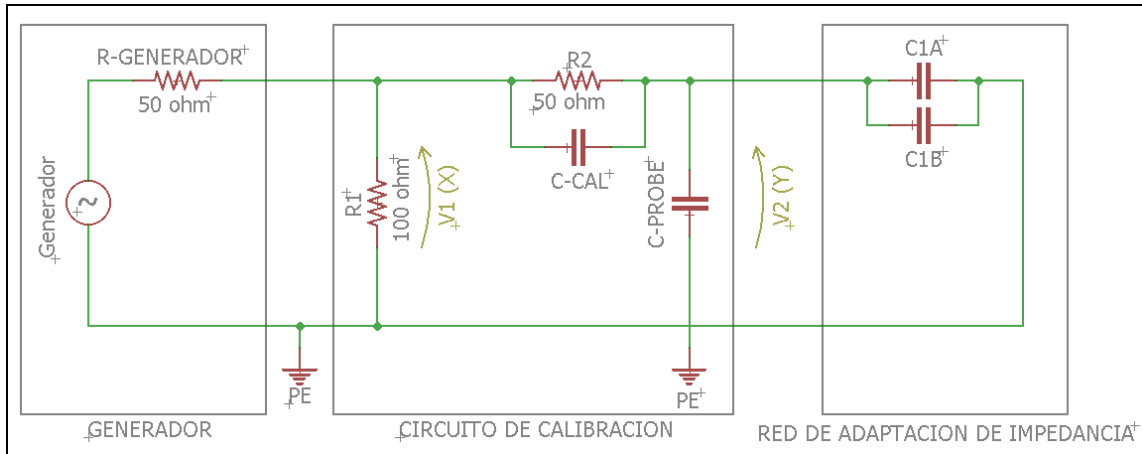 R-GENERADOR
50 ohm
Generador
PE
GENERADOR
R1
100 ohm
V1 (X)
R2
50 ohm
C-CAL
C-PROBE
V2 (Y)
PE
CIRCUITO DE CALIBRACION
C1A
C1B
RED DE ADAPTACION DE IMPEDANCIA